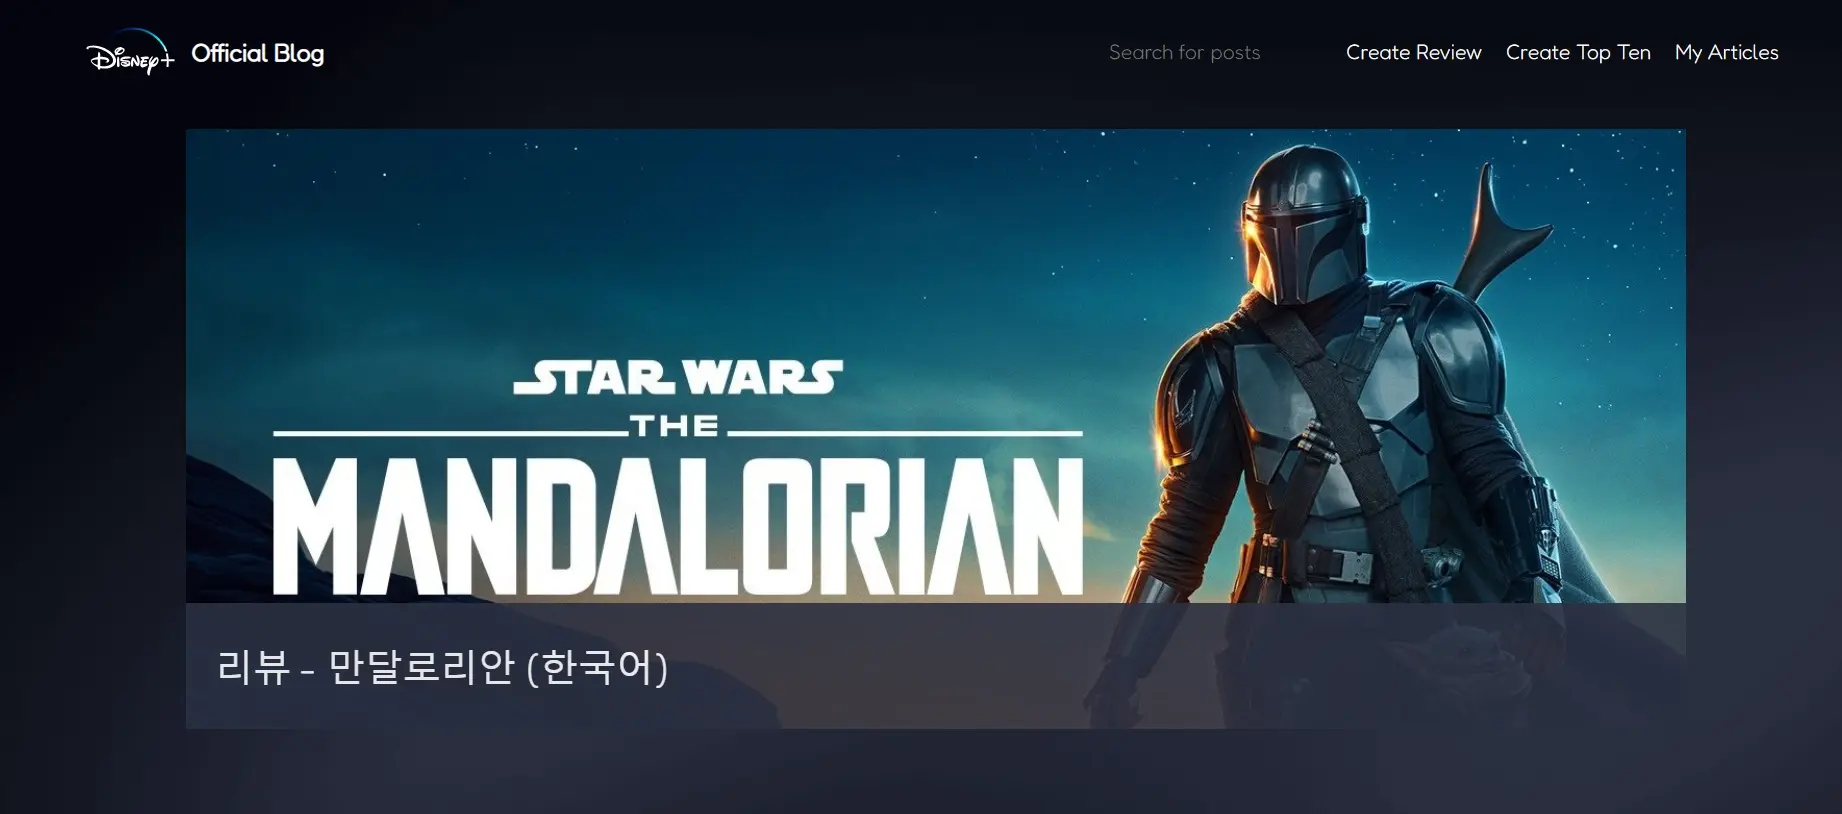 Disney+ Official Blog
Search for posts
Create Review
Create Top Ten
My Articles
STAR WARS
THE
MANDALORIAN
리뷰 - 만달로리안 (한국어)